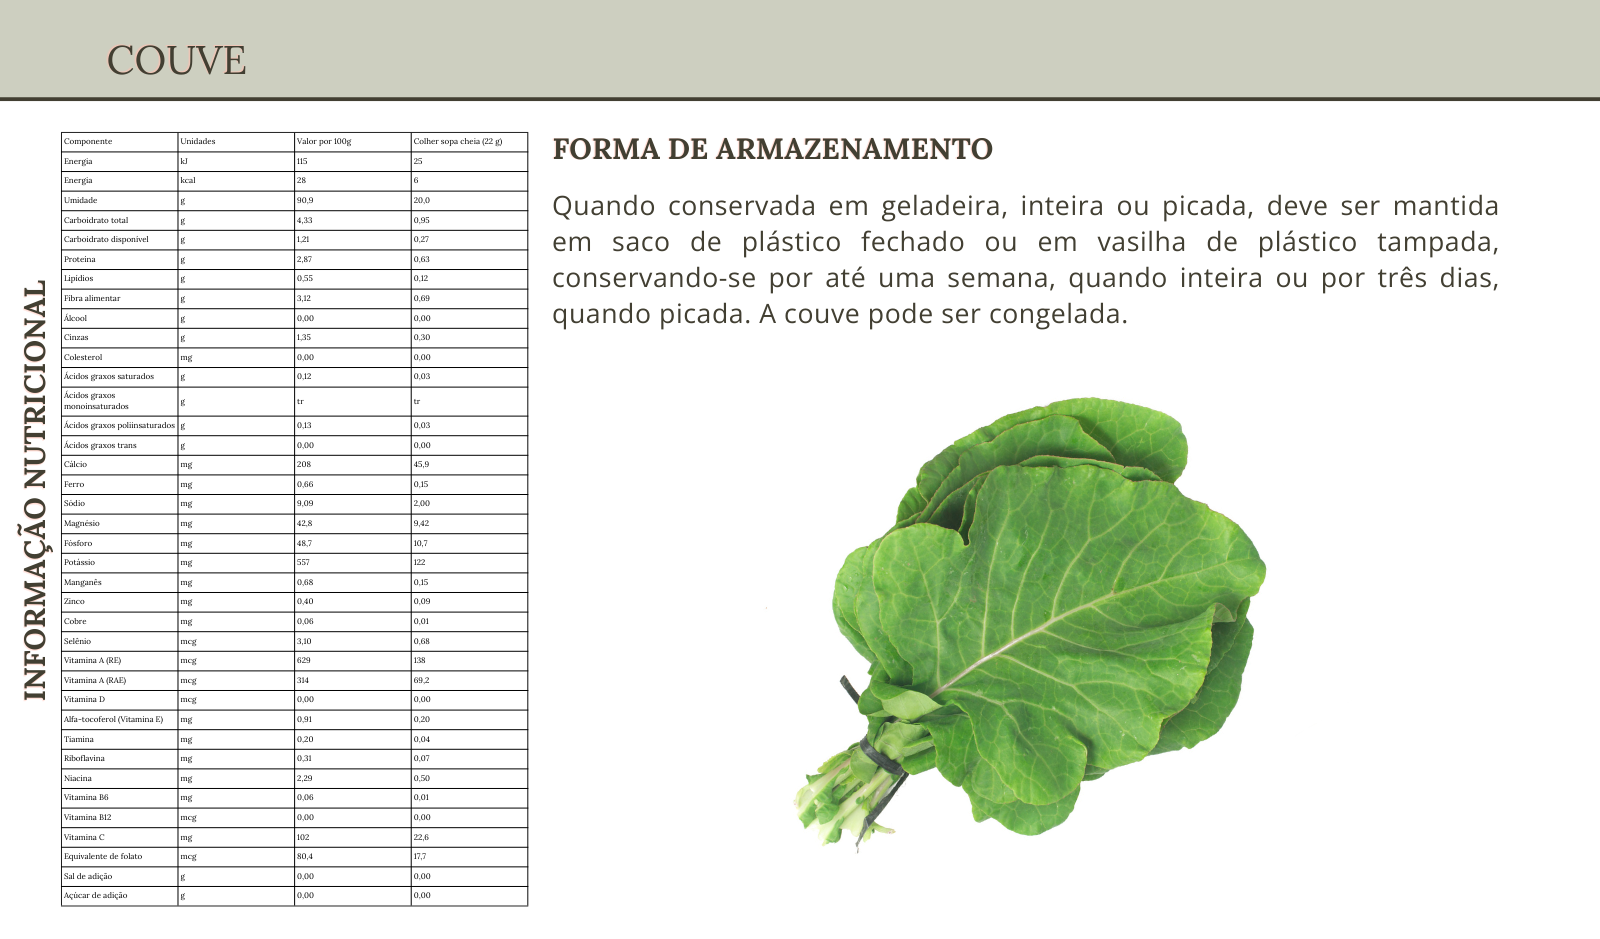 COUVE
INFORMAÇÃO NUTRICIONAL
Componente Unidades Valor por 100g Colher sopa cheia (22 g)
Energia kJ 115 25
Energia kcal 28 6
Umidade g 90,9 20,0
Carboidrato total g 4,33 0,95
Carboidrato disponível g 1,21 0,27
Proteína g 2,87 0,63
Lipídios g 0,55 0,12
Fibra alimentar g 3,12 0,69
Álcool g 0,00 0,00
Cinzas g 1,35 0,30
Colesterol mg 0,00 0,00
Ácidos graxos saturados g 0,12 0,03
Ácidos graxos
monoinsaturados g tr tr
Ácidos graxos poliinsaturados g 0,13 0,03
Ácidos graxos trans g 0,00 0,00
Cálcio mg 208 45,9
Ferro mg 0,66 0,15
Sódio mg 9,09 2,00
Magnésio mg 42,8 9,42
Fósforo mg 48,7 10,7
Potássio mg 557 122
Manganês mg 0,68 0,15
Zinco mg 0,40 0,09
Cobre mg 0,06 0,01
Selênio mcg 3,10 0,68
Vitamina A (RE) mcg 629 138
Vitamina A (RAE) mcg 314 69,2
Vitamina D mcg 0,00 0,00
Alfa-tocoferol (Vitamina E) mg 0,91 0,20
Tiamina mg 0,20 0,04
Riboflavina mg 0,31 0,07
Niacina mg 2,29 0,50
Vitamina B6 mg 0,06 0,01
Vitamina B12 mcg 0,00 0,00
Vitamina C mg 102 22,6
Equivalente de folato mcg 80,4 17,7
Sal de adição g 0,00 0,00
Açúcar de adição g 0,00 0,00
FORMA DE ARMAZENAMENTO
Quando conservada em geladeira, inteira ou picada, deve ser mantida
em saco de plástico fechado ou em vasilha de plástico tampada,
conservando-se por até uma semana, quando inteira ou por três dias,
quando picada. A couve pode ser congelada.